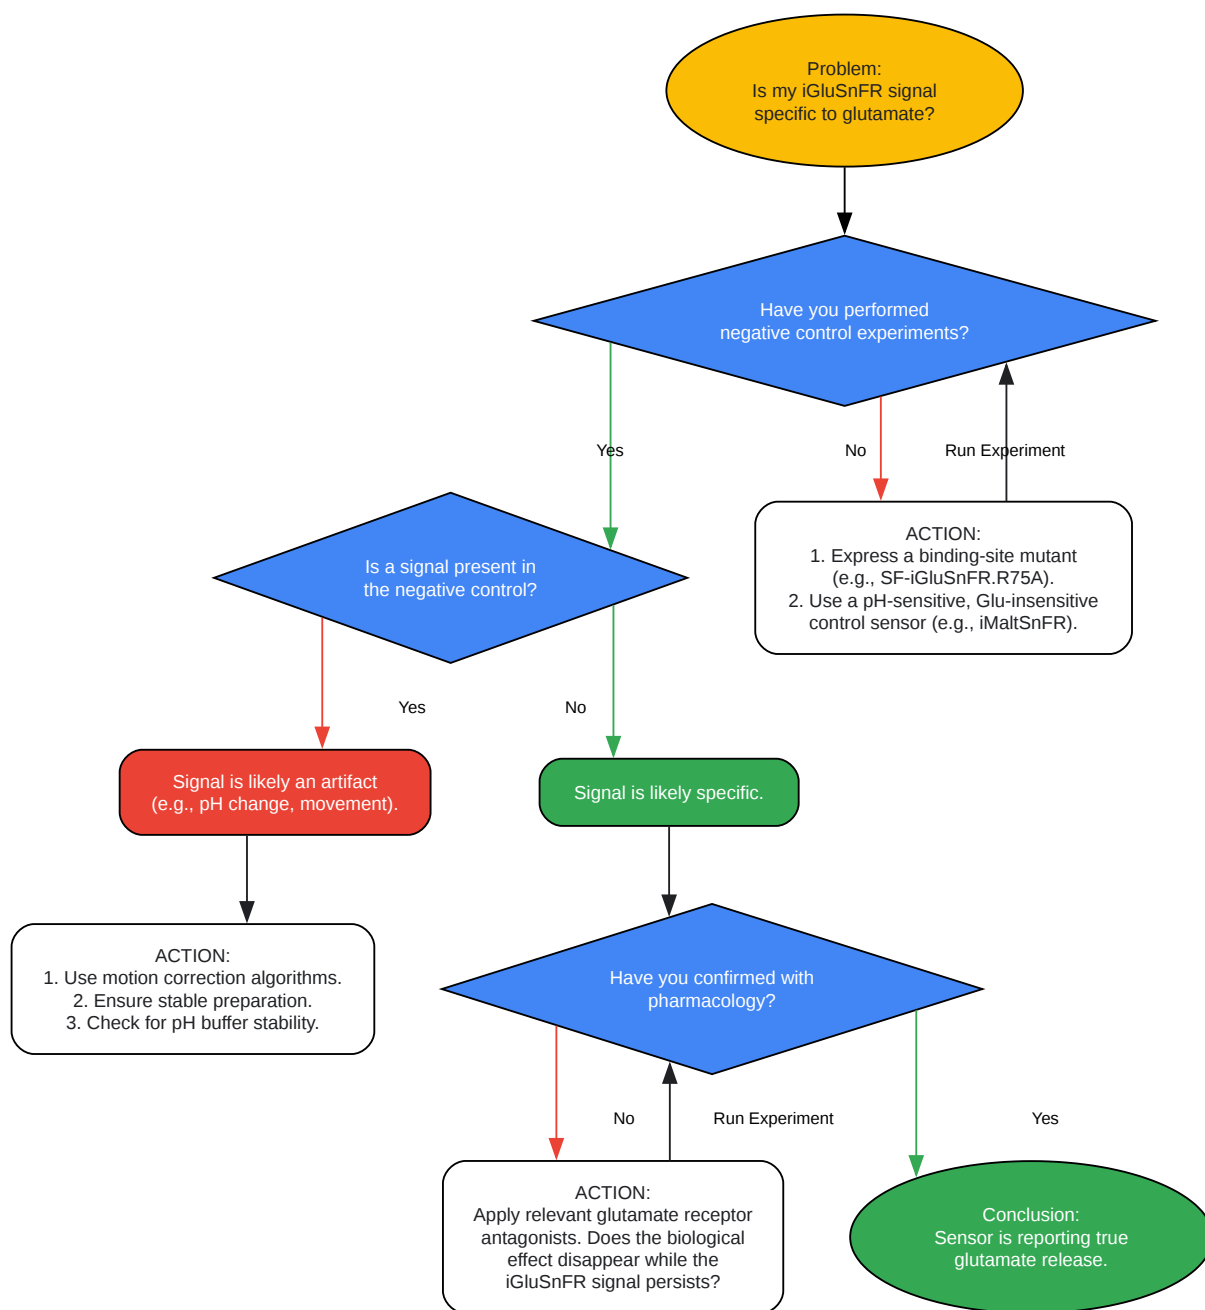 Problem:
Is my iGluSnFR signal
specific to glutamate?
Have you performed
negative control experiments?
Yes
No
Run Experiment
Is a signal present in
the negative control?
ACTION:
1. Express a binding-site mutant
(e.g., SF-iGluSnFR.R75A).
2. Use a pH-sensitive, Glu-insensitive
control sensor (e.g., iMaltSnFR).
Yes
No
Signal is likely an artifact
(e.g., pH change, movement).
Signal is likely specific.
ACTION:
1. Use motion correction algorithms.
2. Ensure stable preparation.
3. Check for pH buffer stability.
Have you confirmed with
pharmacology?
No
Run Experiment
Yes
ACTION:
Apply relevant glutamate receptor
antagonists. Does the biological
effect disappear while the
iGluSnFR signal persists?
Conclusion:
Sensor is reporting true
glutamate release.